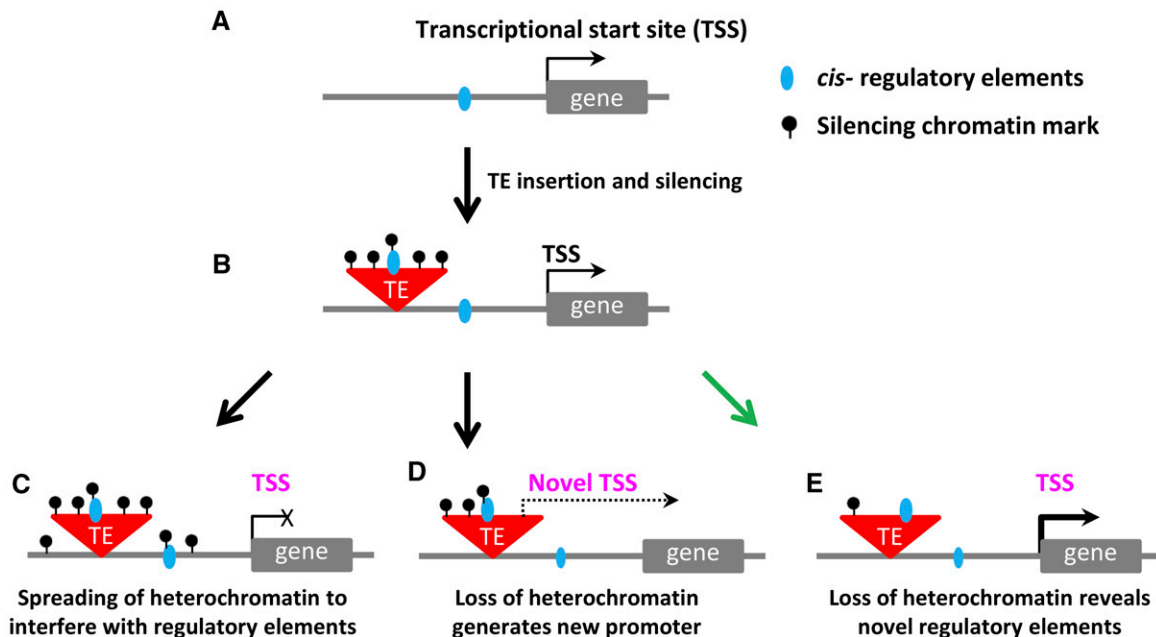 A
Transcriptional start site (TSS)
gene
cis- regulatory elements
Silencing chromatin mark
TE insertion and silencing
B
TE
TSS
gene
C
TE
TSS
X
gene
Spreading of heterochromatin to
interfere with regulatory elements
D
TE
Novel TSS
gene
Loss of heterochromatin
generates new promoter
E
TE
TSS
gene
Loss of heterochromatin reveals
novel regulatory elements